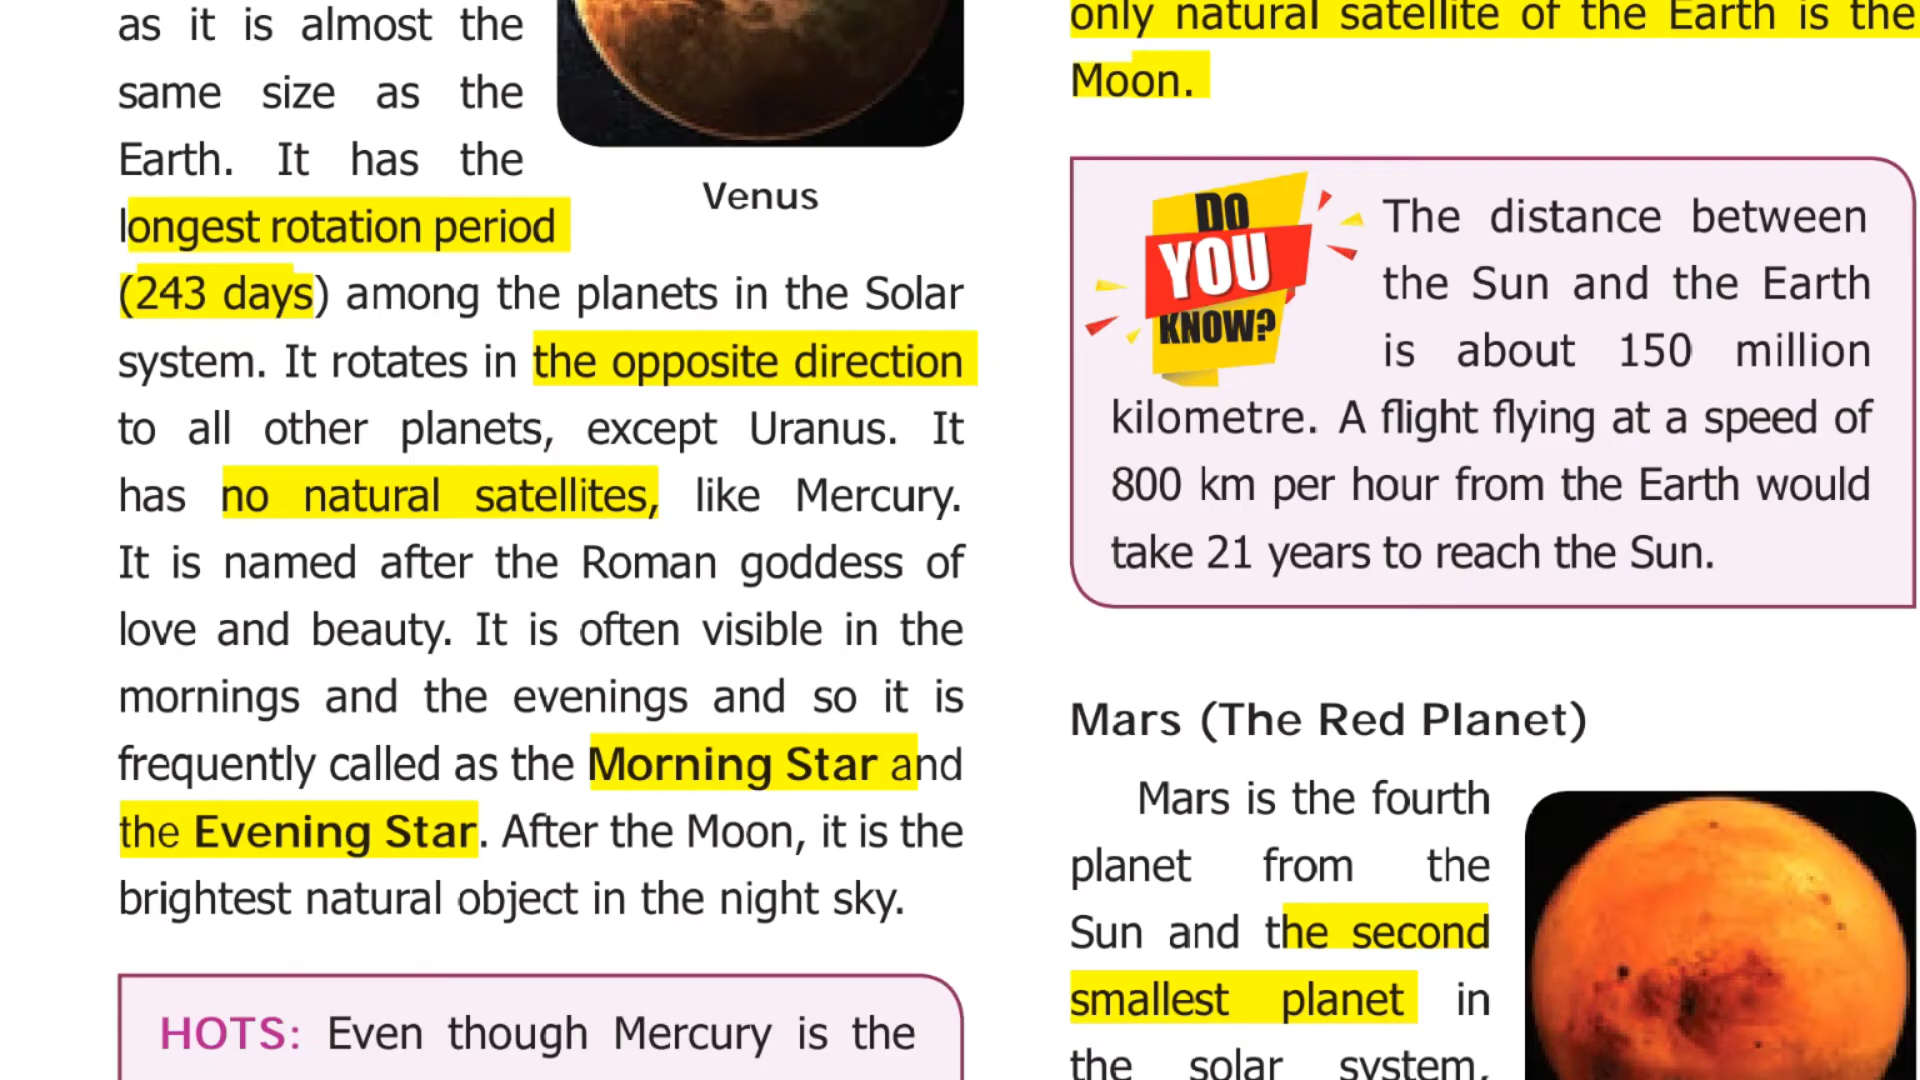 as it is almost the
same size as the
Earth. It has the
longest rotation period
(243 days) among the planets in the Solar
system. It rotates in the opposite direction
to all other planets, except Uranus. It
has no natural satellites, like Mercury.
It is named after the Roman goddess of
love and beauty. It is often visible in the
mornings and the evenings and so it is
frequently called as the Morning Star and
the Evening Star. After the Moon, it is the
brightest natural object in the night sky.
Venus
HOTS: Even though Mercury is the
only natural satellite of the Earth is the
Moon.
DO
YOU
KNOW?
The distance between
the Sun and the Earth
is about 150 million
kilometre. A flight flying at a speed of
800 km per hour from the Earth would
take 21 years to reach the Sun.
Mars (The Red Planet)
Mars is the fourth
planet from the
Sun and the second
smallest planet in
the solar system,